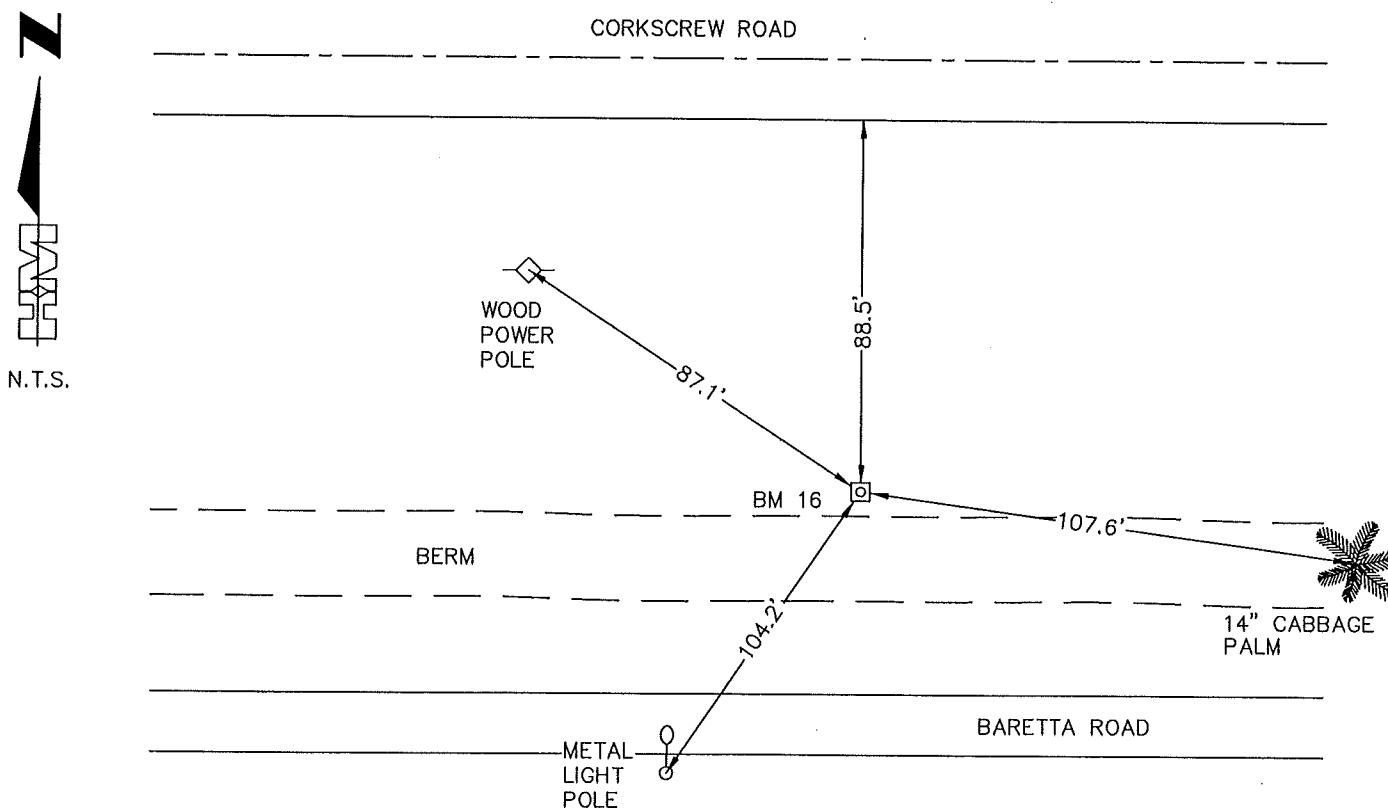 CORKSCREW ROAD
N
WOOD
POWER
POLE
88.5'
87.1'
N.T.S.
BM 16
107.6'
BERM
104.2'
14" CABBAGE
PALM
BARETTA ROAD
METAL
LIGHT
POLE